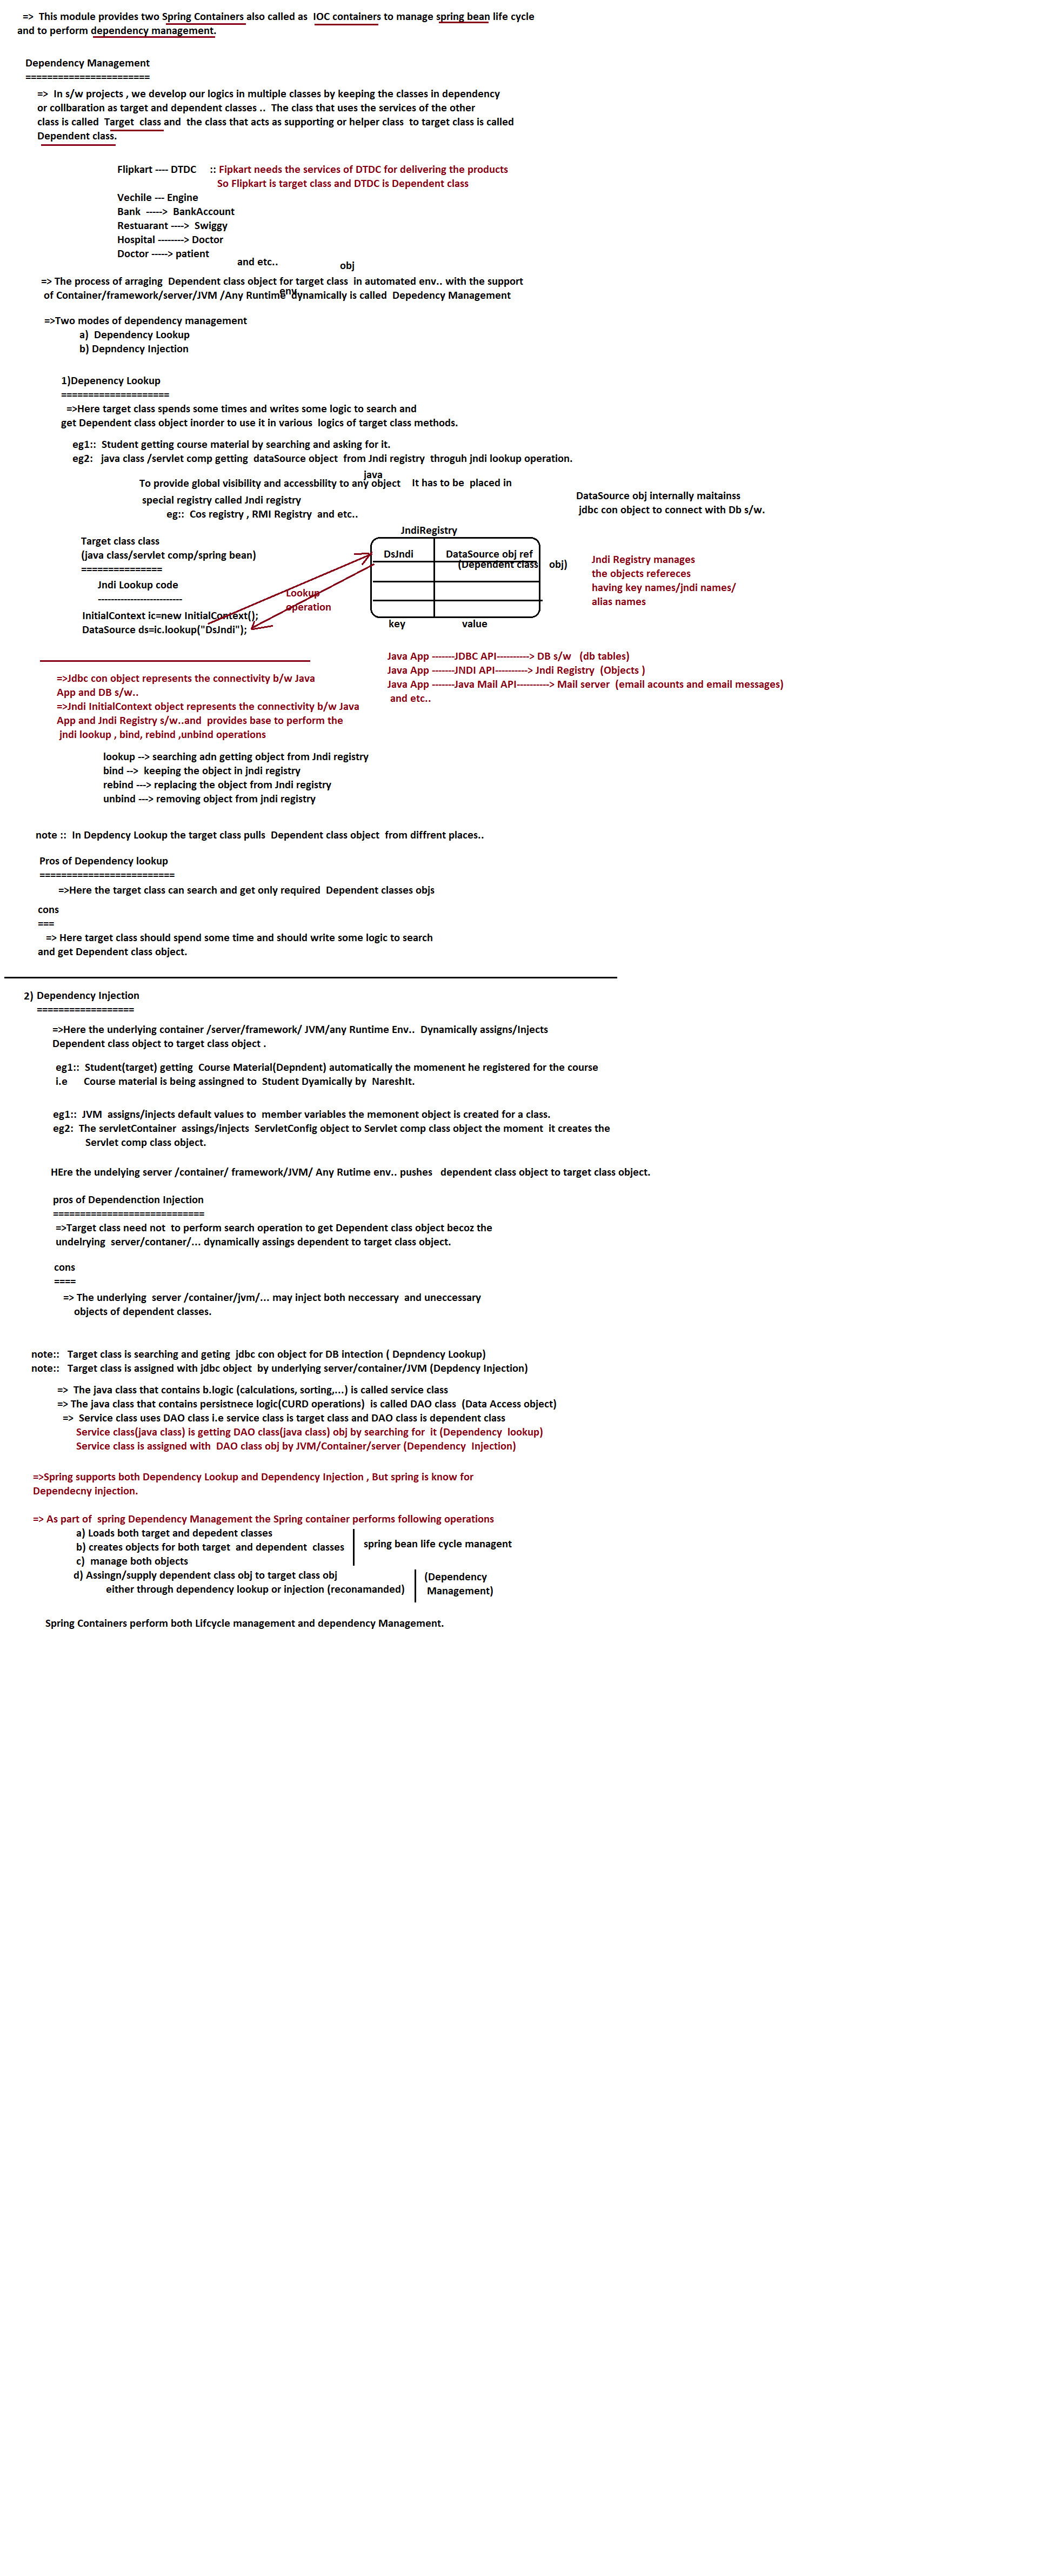 =>  This module provides two Spring Containers also called as  IOC containers to manage spring bean life cycle
and to perform dependency management.
Dependency Management
=======================
=>  In s/w projects , we develop our logics in multiple classes by keeping the classes in dependency
or collbaration as target and dependent classes ..  The class that uses the services of the other
class is called  Target  class and  the class that acts as supporting or helper class  to target class is called
Dependent class.
Flipkart ---- DTDC     :: Fipkart needs the services of DTDC for delivering the products
So Flipkart is target class and DTDC is Dependent class
Vechile --- Engine
Bank  ----->  BankAccount
Restuarant ---->  Swiggy
Hospital --------> Doctor
Doctor -----> patient
and etc..
obj
=> The process of arraging  Dependent class object for target class  in automated env.. with the support
env..
of Container/framework/server/JVM /Any Runtime  dynamically is called  Depedency Management
=>Two modes of dependency management
a)  Dependency Lookup
b) Depndency Injection
1)Depenency Lookup
====================
=>Here target class spends some times and writes some logic to search and
get Dependent class object inorder to use it in various  logics of target class methods.
eg1::  Student getting course material by searching and asking for it.
eg2:   java class /servlet comp getting  dataSource object  from Jndi registry  throguh jndi lookup operation.
java
To provide global visibility and accessbility to any object    It has to be  placed in
special registry called Jndi registry
eg::  Cos registry , RMI Registry  and etc..
DataSource obj internally maitainss
jdbc con object to connect with Db s/w.
JndiRegistry
Target class class
(java class/servlet comp/spring bean)
===============
DsJndi
DataSource obj ref
(Dependent class    obj)
Jndi Registry manages
the objects refereces
having key names/jndi names/
alias names
Jndi Lookup code
--------------------------
Lookup
operation
InitialContext ic=new InitialContext();
DataSource ds=ic.lookup("DsJndi");
key
value
Java App -------JDBC API----------> DB s/w   (db tables)
Java App -------JNDI API----------> Jndi Registry  (Objects )
Java App -------Java Mail API----------> Mail server  (email acounts and email messages)
and etc..
=>Jdbc con object represents the connectivity b/w Java
App and DB s/w..
=>Jndi InitialContext object represents the connectivity b/w Java
App and Jndi Registry s/w..and  provides base to perform the
jndi lookup , bind, rebind ,unbind operations
lookup --> searching adn getting object from Jndi registry
bind -->  keeping the object in jndi registry
rebind ---> replacing the object from Jndi registry
unbind ---> removing object from jndi registry
note ::  In Depdency Lookup the target class pulls  Dependent class object  from diffrent places..
Pros of Dependency lookup
=========================
=>Here the target class can search and get only required  Dependent classes objs
cons
===
=> Here target class should spend some time and should write some logic to search
and get Dependent class object.
2) Dependency Injection
==================
=>Here the underlying container /server/framework/ JVM/any Runtime Env..  Dynamically assigns/Injects
Dependent class object to target class object .
eg1::  Student(target) getting  Course Material(Depndent) automatically the momenent he registered for the course
i.e      Course material is being assingned to  Student Dyamically by  NareshIt.
eg1::  JVM  assigns/injects default values to  member variables the memonent object is created for a class.
eg2:  The servletContainer  assings/injects  ServletConfig object to Servlet comp class object the moment  it creates the
Servlet comp class object.
HEre the undelying server /container/ framework/JVM/ Any Rutime env.. pushes   dependent class object to target class object.
pros of Dependenction Injection
============================
=>Target class need not  to perform search operation to get Dependent class object becoz the
undelrying  server/contaner/... dynamically assings dependent to target class object.
cons
====
=> The underlying  server /container/jvm/... may inject both neccessary  and uneccessary
objects of dependent classes.
note::   Target class is searching and geting  jdbc con object for DB intection ( Depndency Lookup)
note::   Target class is assigned with jdbc object  by underlying server/container/JVM (Depdency Injection)
=>  The java class that contains b.logic (calculations, sorting,...) is called service class
=> The java class that contains persistnece logic(CURD operations)  is called DAO class  (Data Access object)
=>  Service class uses DAO class i.e service class is target class and DAO class is dependent class
Service class(java class) is getting DAO class(java class) obj by searching for  it (Dependency  lookup)
Service class is assigned with  DAO class obj by JVM/Container/server (Dependency  Injection)
=>Spring supports both Dependency Lookup and Dependency Injection , But spring is know for
Dependecny injection.
=> As part of  spring Dependency Management the Spring container performs following operations
a) Loads both target and depedent classes
b) creates objects for both target  and dependent  classes
spring bean life cycle managent
c)  manage both objects
d) Assingn/supply dependent class obj to target class obj
either through dependency lookup or injection (reconamanded)
(Dependency
Management)
Spring Containers perform both Lifcycle management and dependency Management.